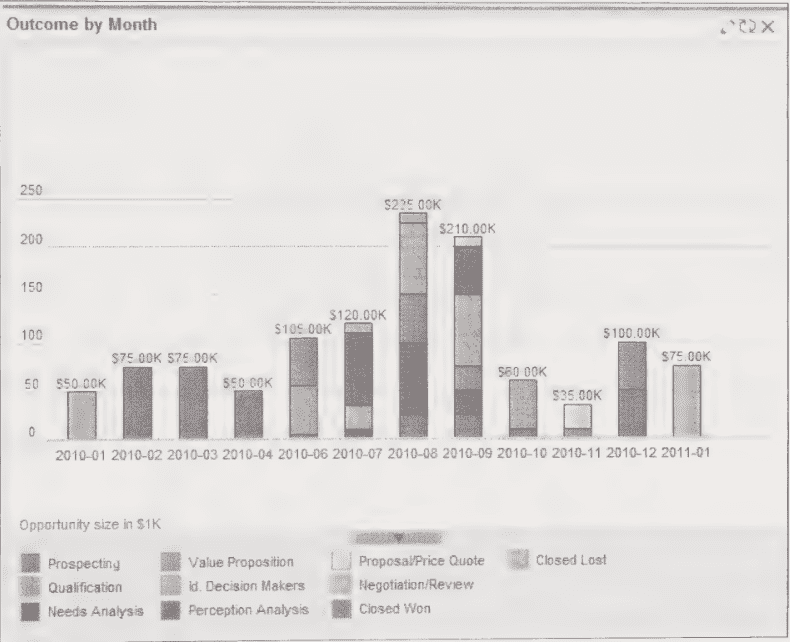 Outcome by Month
250
200
150
100
50
0
$50.00K
$75.00K
$75.00K
$50.00K
$105.00K
$120.00K
$235.00K
$210.00K
$60.00K
$35.00K
$100.00K
$75.00K
2010-01 2010-02 2010-03 2010-04 2010-06 2010-07 2010-08 2010-09 2010-10 2010-11 2010-12 2011-01
Opportunity size in $1K
Prospecting Value Proposition Proposal/Price Quote Closed Lost
Qualification Id. Decision Makers Negotiation/Review
Needs Analysis Perception Analysis Closed Won